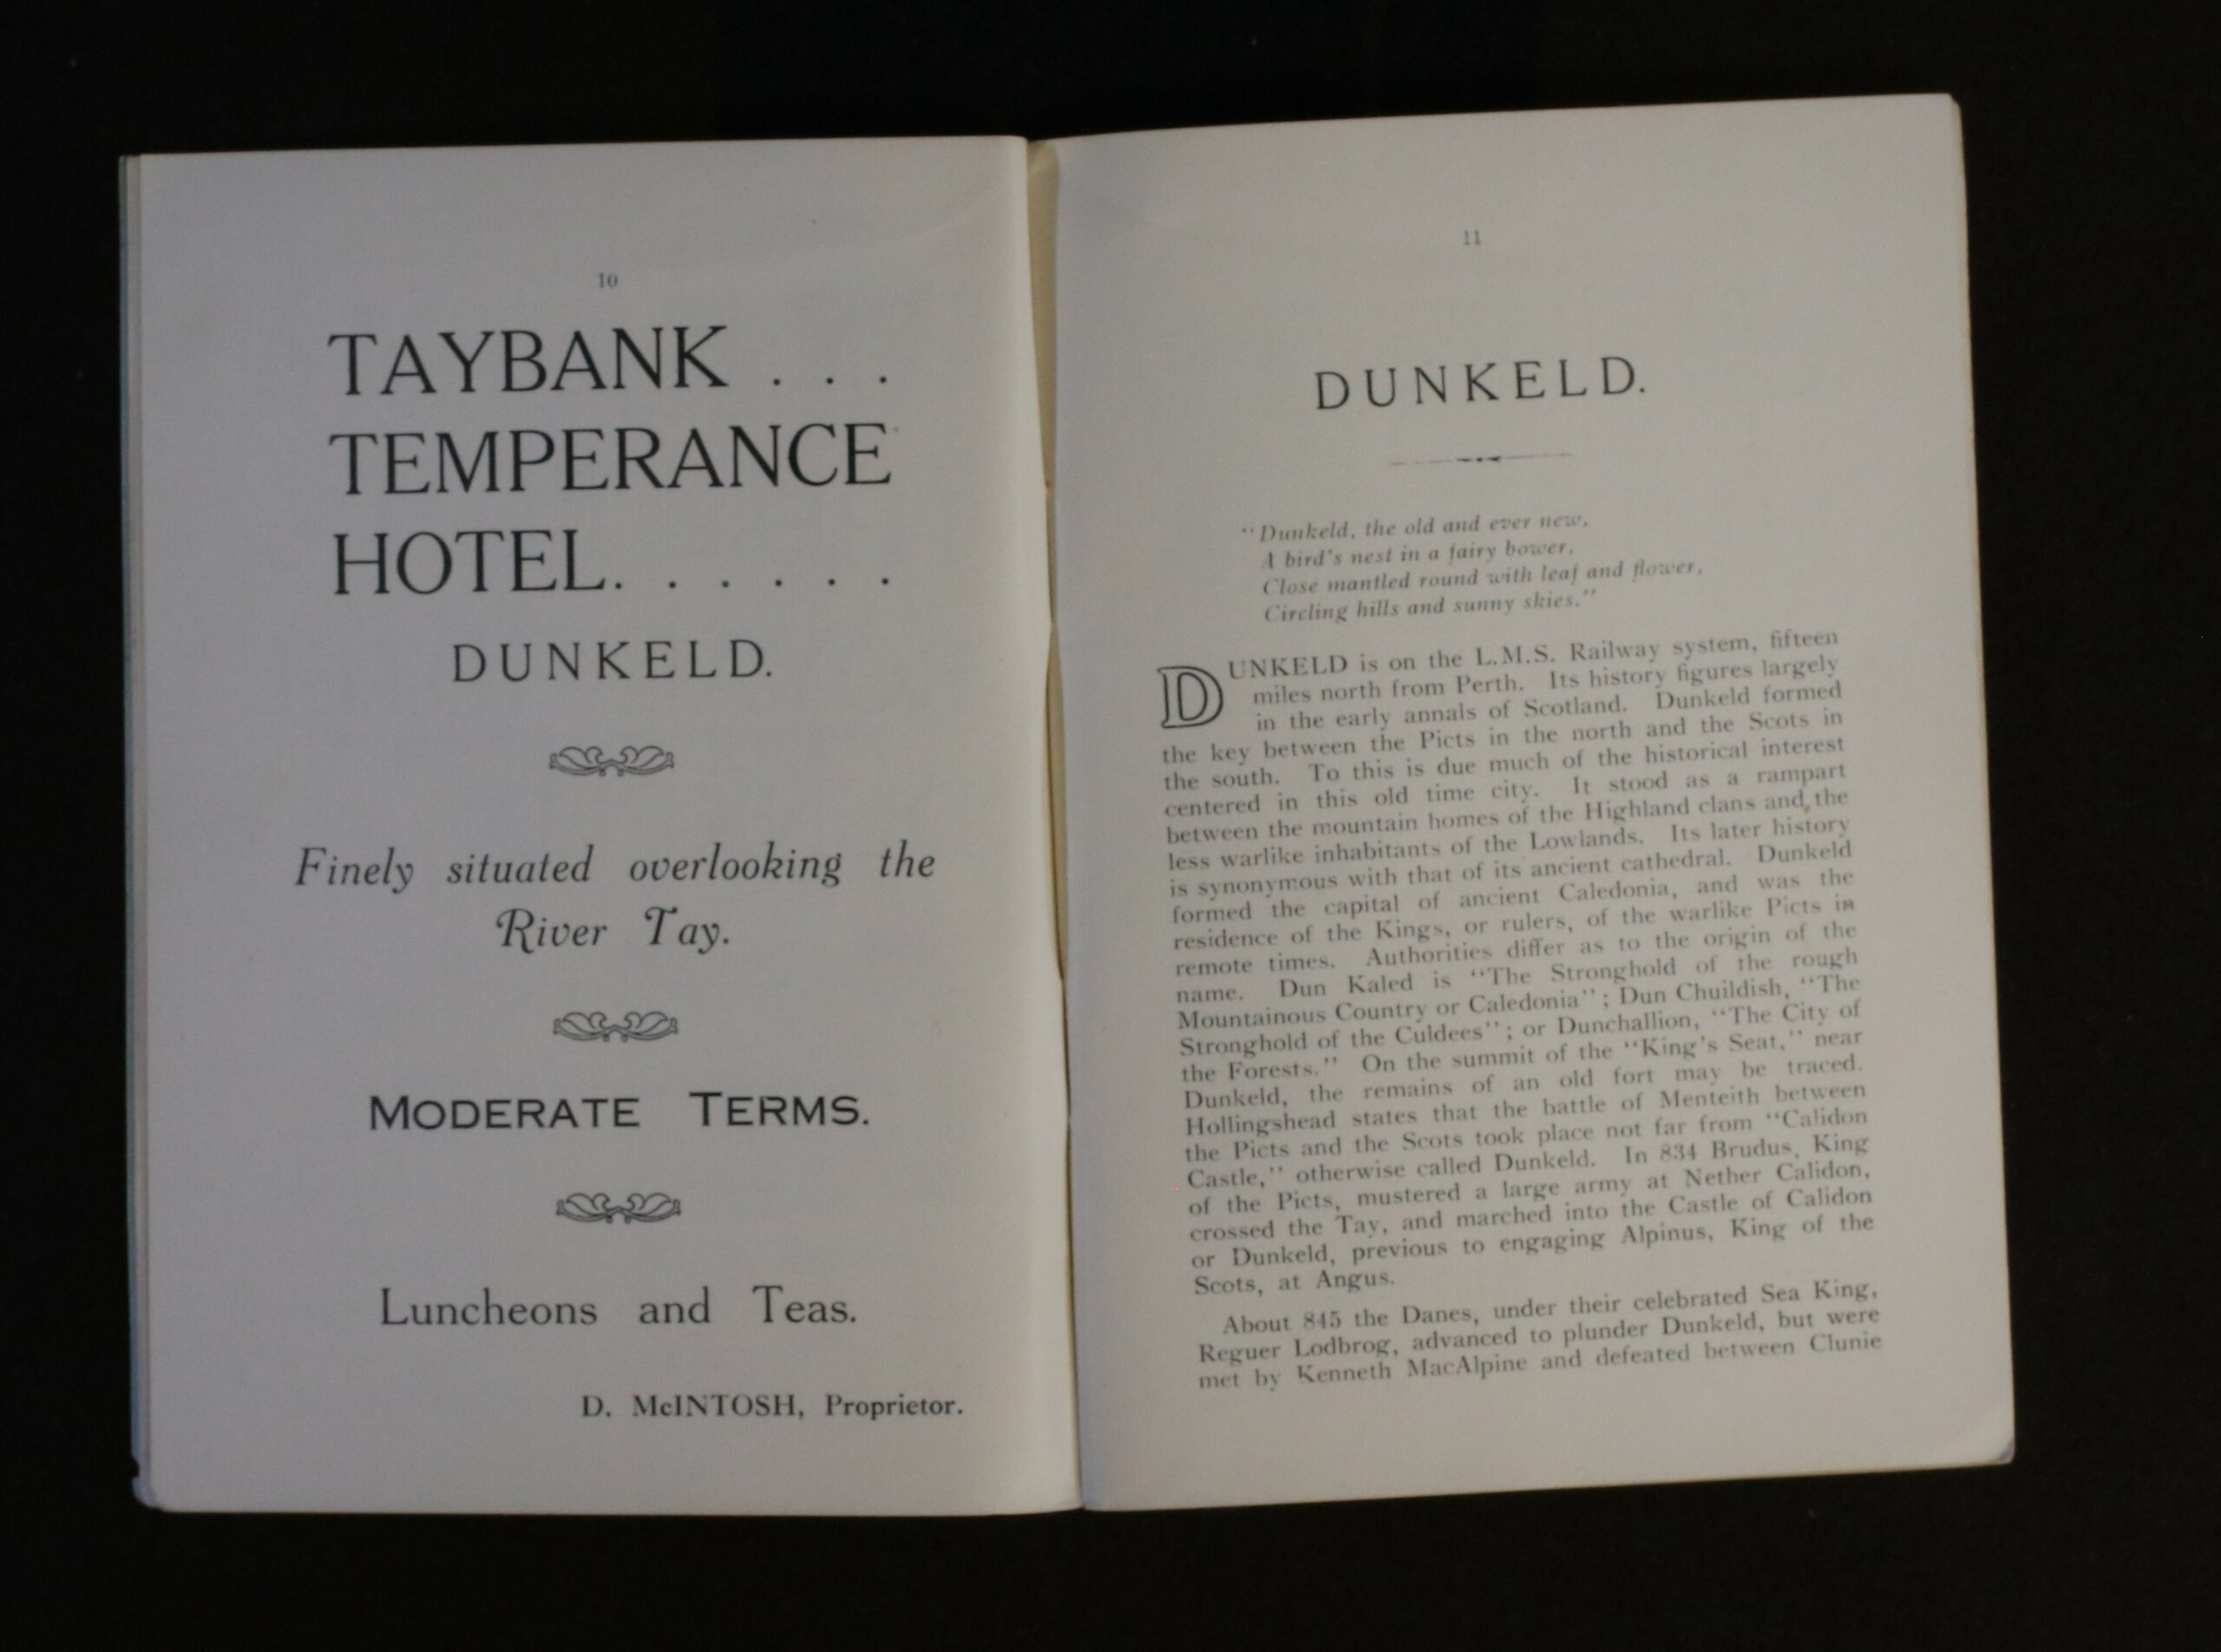 10
TAYBANK . . .
TEMPERANCE
HOTEL. . . . . . .
DUNKELD.
Finely situated overlooking the
River Tay.
MODERATE TERMS.
Luncheons and Teas.
D. McINTOSH, Proprietor.
11
DUNKELD.
"Dunkeld, the old and ever new,
A bird's nest in a fairy bower,
Close mantled round with leaf and flower,
Circling hills and sunny skies."
DUNKELD is on the L.M.S. Railway system, fifteen
miles north from Perth. Its history figures largely
in the early annals of Scotland. Dunkeld formed
the key between the Picts in the north and the Scots in
the south. To this is due much of the historical interest
centered in this old time city. It stood as a rampart
between the mountain homes of the Highland clans and the
less warlike inhabitants of the Lowlands. Its later history
is synonymous with that of its ancient cathedral. Dunkeld
formed the capital of ancient Caledonia, and was the
residence of the Kings, or rulers, of the warlike Picts in
remote times. Authorities differ as to the origin of the
name. Dun Kaled is "The Stronghold of the rough
Mountainous Country or Caledonia"; Dun Chuildish, "The
Stronghold of the Culdees"; or Dunchallion, "The City of
the Forests." On the summit of the "King's Seat," near
Dunkeld, the remains of an old fort may be traced.
Hollingshead states that the battle of Menteith between
the Picts and the Scots took place not far from "Calidon
Castle," otherwise called Dunkeld. In 834 Brudus, King
of the Picts, mustered a large army at Nether Calidon,
crossed the Tay, and marched into the Castle of Calidon
or Dunkeld, previous to engaging Alpinus, King of the
Scots, at Angus.
About 845 the Danes, under their celebrated Sea King,
Reguer Lodbrog, advanced to plunder Dunkeld, but were
met by Kenneth MacAlpine and defeated between Clunie